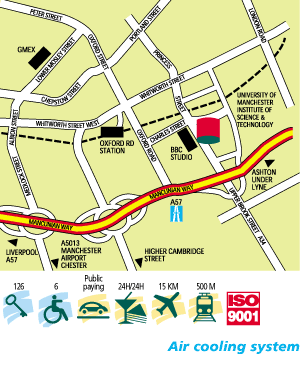 PETER STREET
GMEX
LOWER MOSLEY STREET
OXFORD STREET
PORTLAND STREET
PRINCESS
STREET
LONDON ROAD
CHEPSTOW STREET
WHITWORTH STREET
WHITWORTH STREET WEST
ALBION STREET
UNIVERSITY OF
MANCHESTER
INSTITUTE OF
SCIENCE &
TECHNOLOGY
OXFORD RD
STATION
OXFORD ROAD
CHARLES STREET
BBC
STUDIO
MANCUNIAN WAY
MANCUNIAN WAY
A57
ASHTON
UNDER
LYNE
UPPER BROOK STREET A34
LIVERPOOL
A57
A5013
MANCHESTER
AIRPORT
CHESTER
HIGHER CAMBRIDGE
STREET
126
6
Public
paying
24H/24H
15 KM
500 M
ISO
9001
Air cooling system